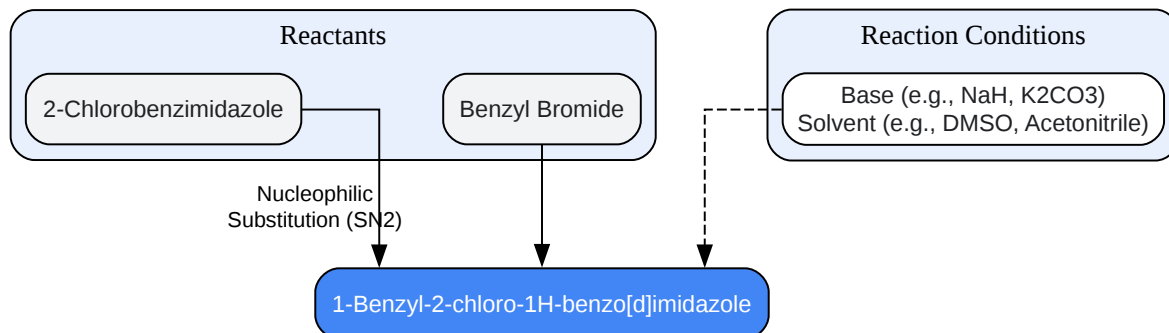 Reactants
Reaction Conditions
2-Chlorobenzimidazole
Benzyl Bromide
Base (e.g., NaH, K2CO3)
Solvent (e.g., DMSO, Acetonitrile)
Nucleophilic
Substitution (SN2)
1-Benzyl-2-chloro-1H-benzo[d]imidazole